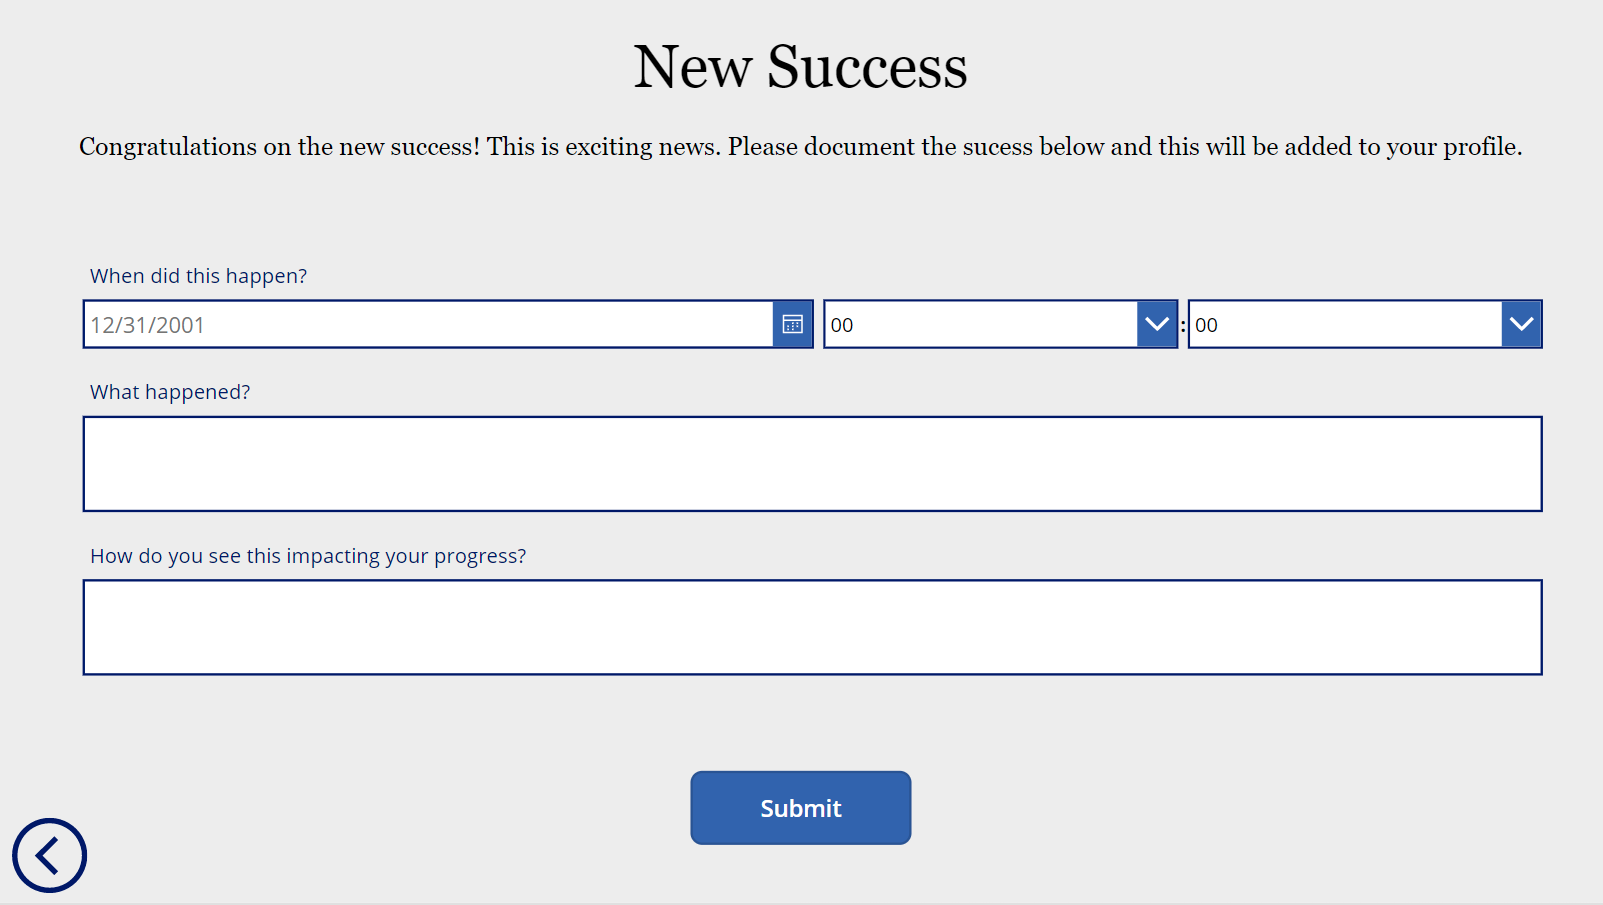 New Success
Congratulations on the new success! This is exciting news. Please document the sucess below and this will be added to your profile.
When did this happen?
12/31/2001 00 : 00
What happened?
How do you see this impacting your progress?
Submit